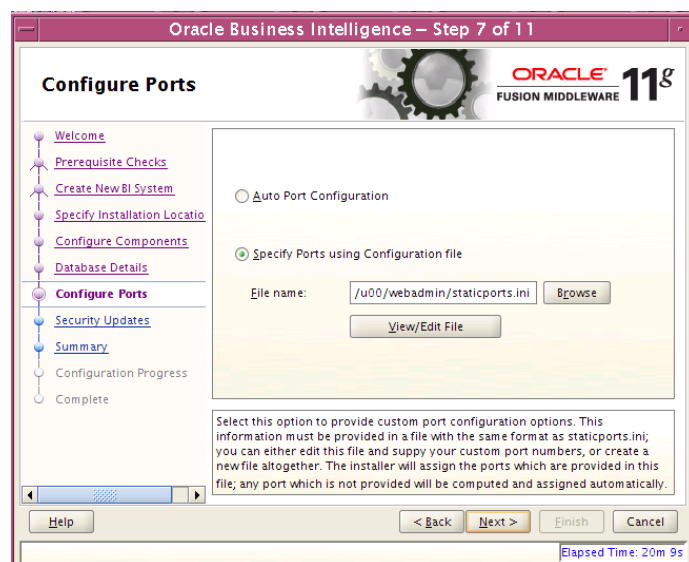 Oracle Business Intelligence – Step 7 of 11
Configure Ports
ORACLE
FUSION MIDDLEWARE
11g
Welcome
Prerequisite Checks
Create New BI System
Specify Installation Locatio
Configure Components
Database Details
Configure Ports
Security Updates
Summary
Configuration Progress
Complete
Auto Port Configuration
Specify Ports using Configuration file
File name:
/u00/webadmin/staticports.ini
Browse
View/Edit File
Select this option to provide custom port configuration options. This
information must be provided in a file with the same format as staticports.ini;
you can either edit this file and suppy your custom port numbers, or create a
new file altogether. The installer will assign the ports which are provided in this
file; any port which is not provided will be computed and assigned automatically.
Help
< Back
Next >
Finish
Cancel
Elapsed Time: 20m 9s